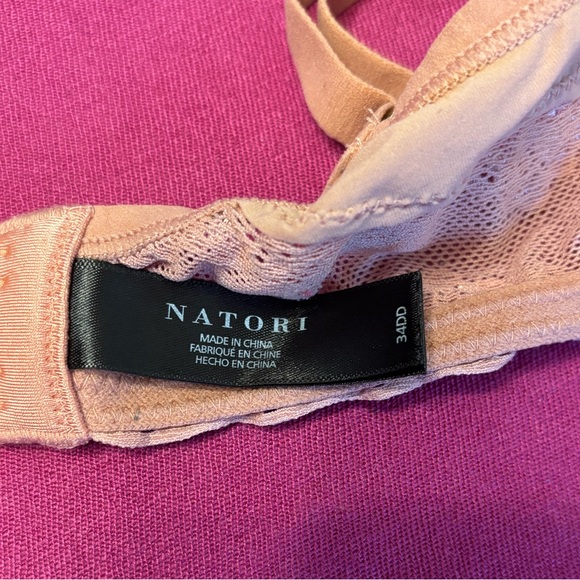 NATORI
MADE IN CHINA
FABRIQUÉ EN CHINE
HECHO EN CHINA
34DD